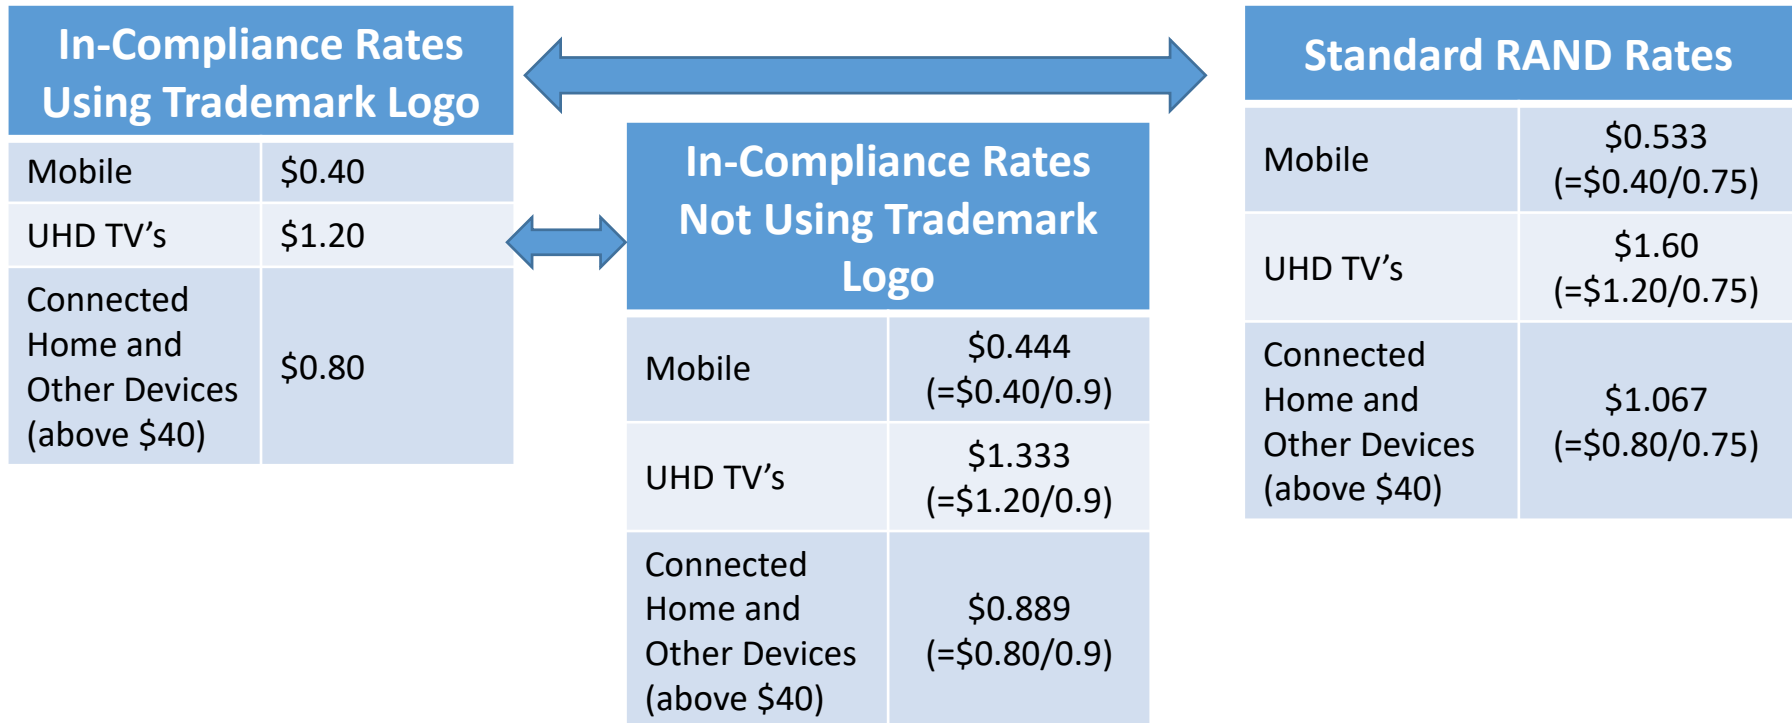 In-Compliance Rates
Using Trademark Logo
Mobile $0.40
UHD TV’s $1.20
Connected
Home and
Other Devices
(above $40)
$0.80
In-Compliance Rates
Not Using Trademark
Logo
Mobile
$0.444
(=$0.40/0.9)
UHD TV’s
$1.333
(=$1.20/0.9)
Connected
Home and
Other Devices
(above $40)
$0.889
(=$0.80/0.9)
Standard RAND Rates
Mobile
$0.533
(=$0.40/0.75)
UHD TV’s
$1.60
(=$1.20/0.75)
Connected
Home and
Other Devices
(above $40)
$1.067
(=$0.80/0.75)